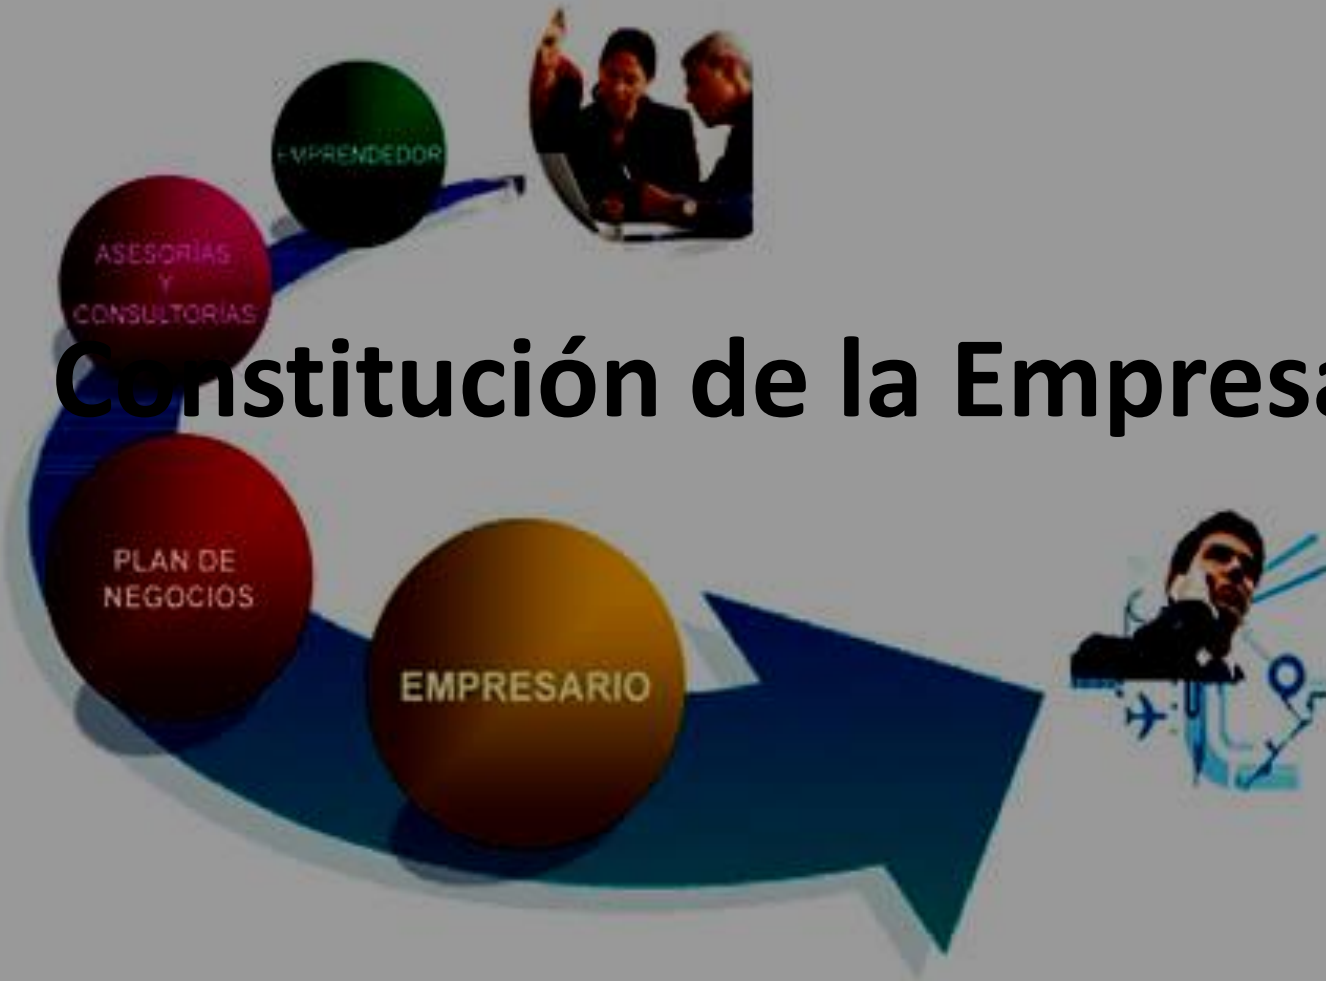 EMPRENDEDOR
ASESORÍAS
Y
CONSULTORÍAS
Constitución de la Empresa
PLAN DE
NEGOCIOS
EMPRESARIO